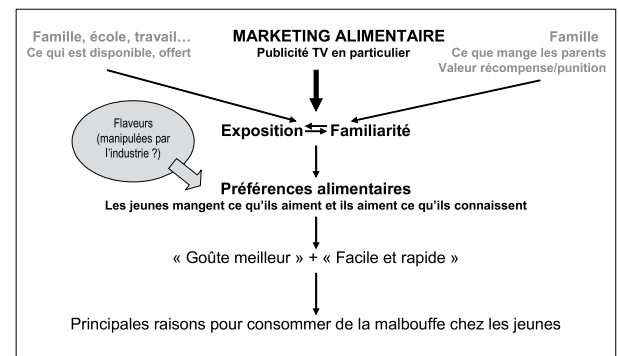 Famille, école, travail…
Ce qui est disponible, offert
MARKETING ALIMENTAIRE
Publicité TV en particulier
Famille
Ce que mange les parents
Valeur récompense/punition
Flaveurs
(manipulées par
l'industrie ?)
Exposition Familiarité
Préférences alimentaires
Les jeunes mangent ce qu'ils aiment et ils aiment ce qu'ils connaissent
« Goûte meilleur » + « Facile et rapide »
Principales raisons pour consommer de la malbouffe chez les jeunes